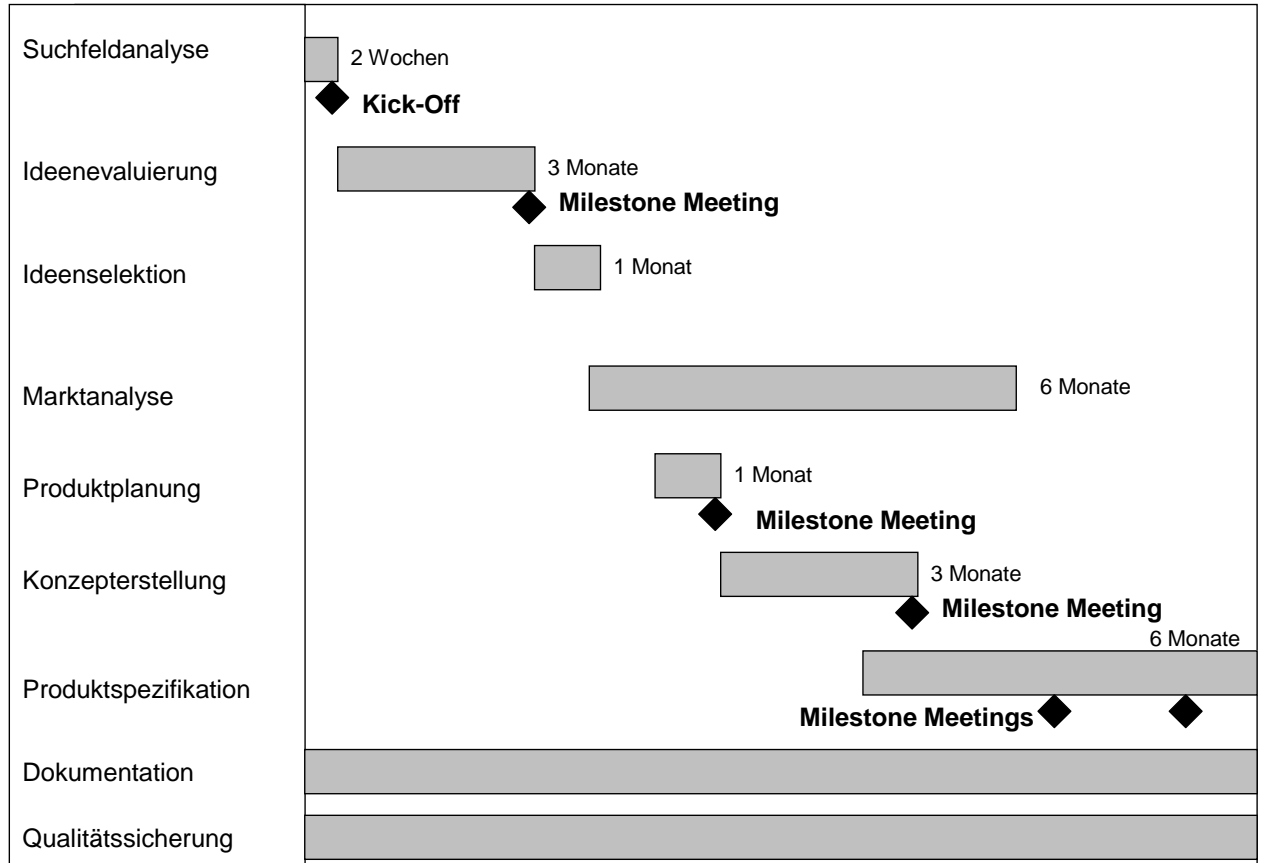 Suchfeldanalyse
2 Wochen
Kick-Off
Ideenevaluierung
3 Monate
Milestone Meeting
Ideenselektion
1 Monat
Marktanalyse
6 Monate
Produktplanung
1 Monat
Milestone Meeting
Konzepterstellung
3 Monate
Milestone Meeting
6 Monate
Produktspezifikation
Milestone Meetings
Dokumentation
Qualitätssicherung